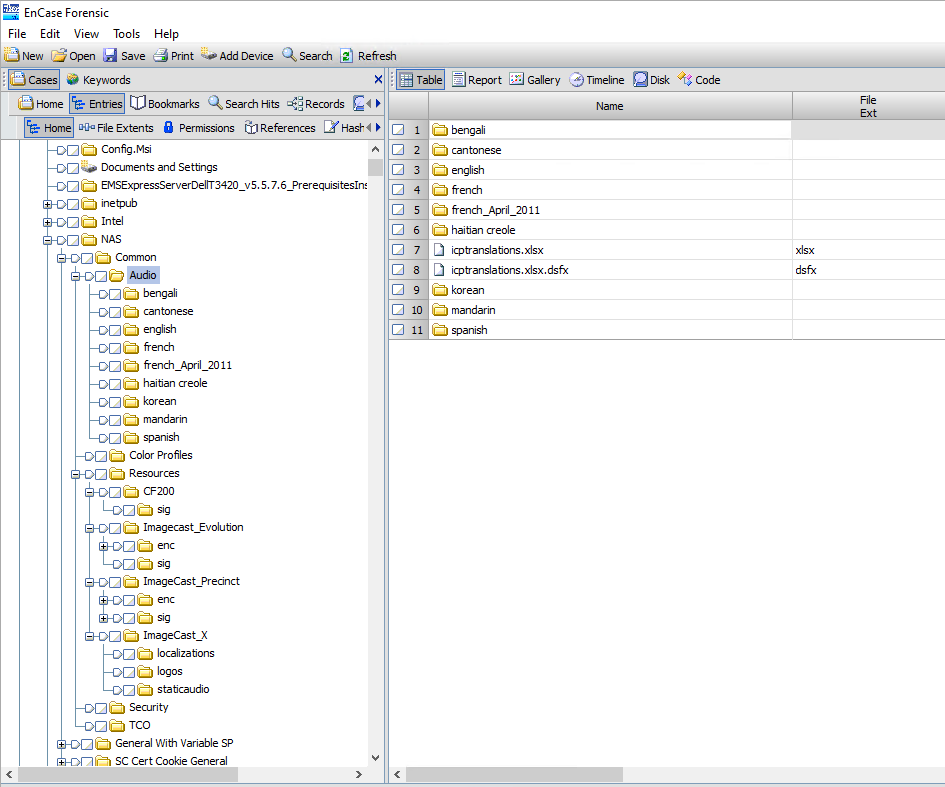 EnCase Forensic
File Edit View Tools Help
New Open Save Print Add Device Search Refresh
Cases Keywords
Home Entries Bookmarks Search Hits Records
Home File Extents Permissions References Hash
Config.Msi
Documents and Settings
EMSExpressServerDellT3420_v5.5.7.6_PrerequisitesIns
inetpub
Intel
NAS
Common
Audio
bengali
cantonese
english
french
french_April_2011
haitian creole
korean
mandarin
spanish
Color Profiles
Resources
CF200
sig
Imagecast_Evolution
enc
sig
ImageCast_Precinct
enc
sig
ImageCast_X
localizations
logos
staticaudio
Security
TCO
General With Variable SP
SC Cert Cookie General
Table Report Gallery Timeline Disk Code
Name File
Ext
1 bengali
2 cantonese
3 english
4 french
5 french_April_2011
6 haitian creole
7 icptranslations.xlsx xlsx
8 icptranslations.xlsx.dsfx dsfx
9 korean
10 mandarin
11 spanish